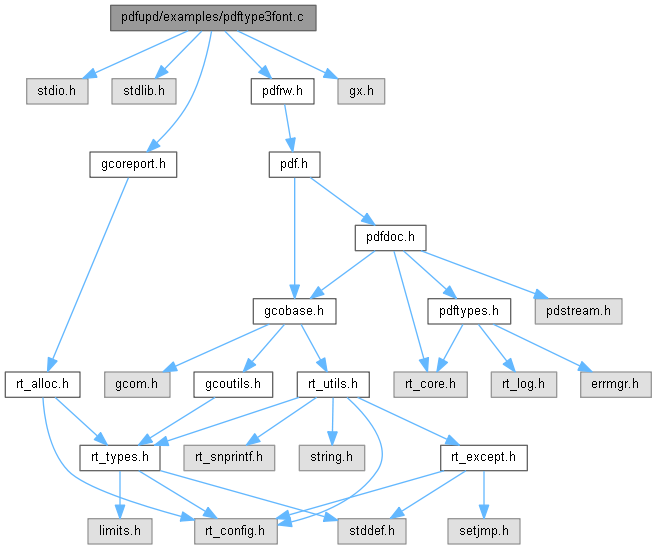 pdfupd/examples/pdftype3font.c
stdio.h
stdlib.h
pdfrw.h
gx.h
gcoreport.h
pdf.h
pdfdoc.h
gcobase.h
pdftypes.h
pdstream.h
rt_alloc.h
gcom.h
gcoutils.h
rt_utils.h
rt_core.h
rt_log.h
errmgr.h
rt_types.h
rt_snprintf.h
string.h
rt_except.h
limits.h
rt_config.h
stddef.h
setjmp.h